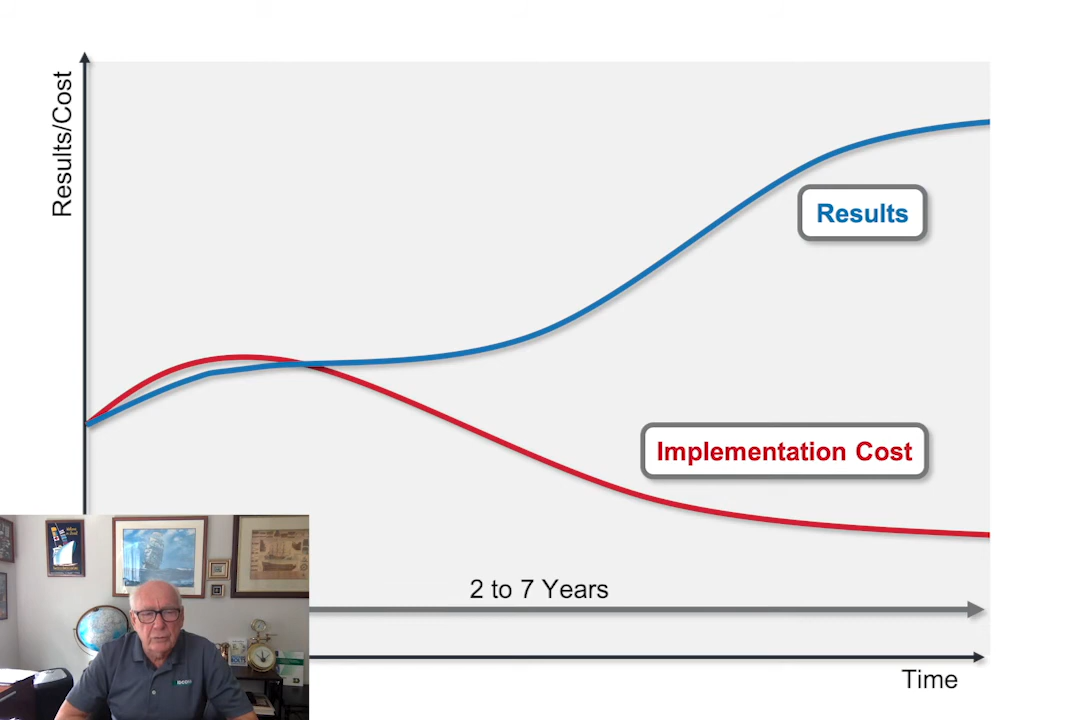 Results/Cost
Results
Implementation Cost
2 to 7 Years
Time